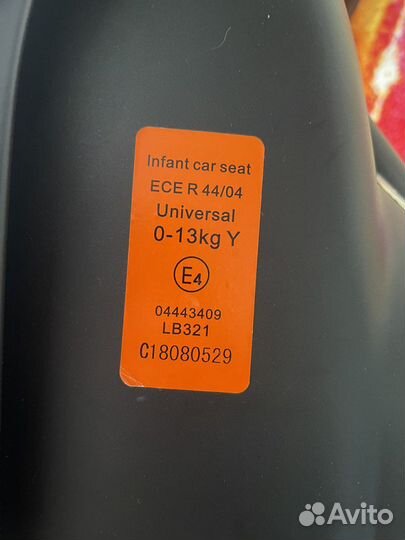 Infant car seat
ECE R 44/04
Universal
0-13kg Y
E4
04443409
LB321
C18080529
Avito